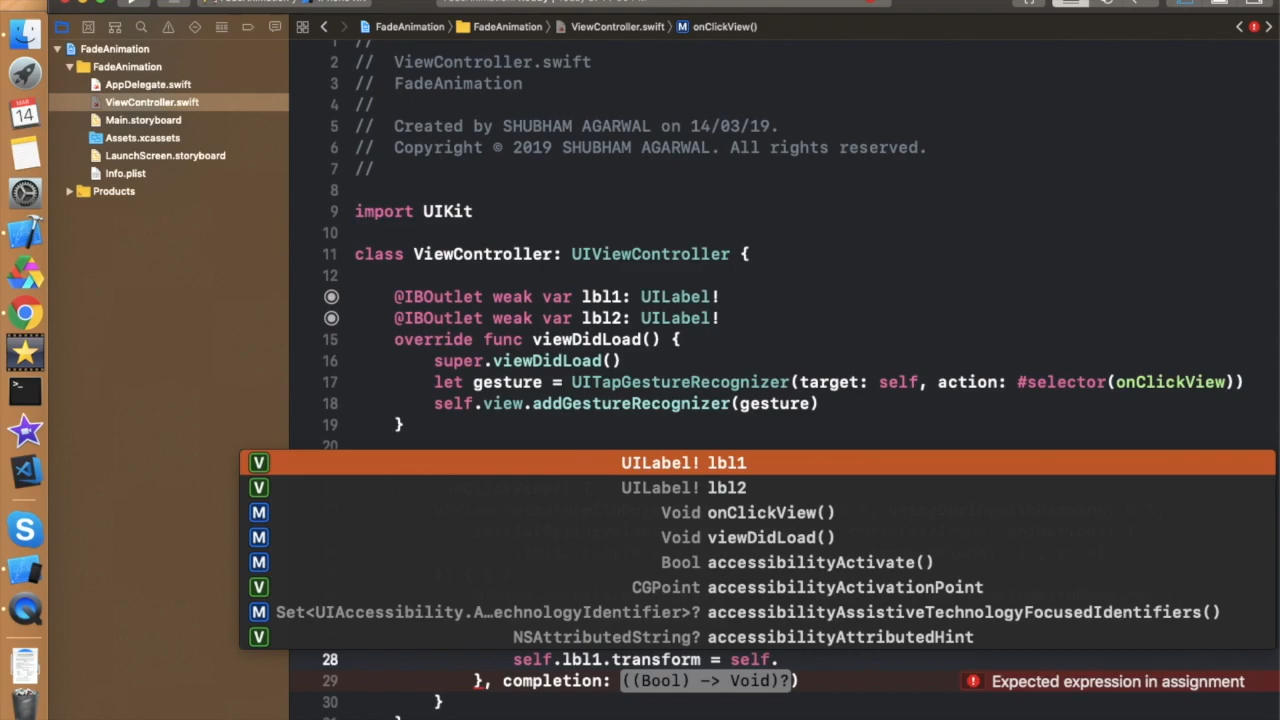 FadeAnimation
FadeAnimation
ViewController.swift
onClickView()
FadeAnimation
FadeAnimation
AppDelegate.swift
ViewController.swift
Main.storyboard
Assets.xcassets
LaunchScreen.storyboard
Info.plist
Products
MAR
14
//
2 // ViewController.swift
3 // FadeAnimation
4 //
5 // Created by SHUBHAM AGARWAL on 14/03/19.
6 // Copyright © 2019 SHUBHAM AGARWAL. All rights reserved.
7 //
8
9 import UIKit
10
11 class ViewController: UIViewController {
12
@IBOutlet weak var lbl1: UILabel!
@IBOutlet weak var lbl2: UILabel!
15 override func viewDidLoad() {
16 super.viewDidLoad()
17 let gesture = UITapGestureRecognizer(target: self, action: #selector(onClickView))
18 self.view.addGestureRecognizer(gesture)
19 }
20
V UILabel! lbl1
V UILabel! lbl2
M Void onClickView()
M Void viewDidLoad()
M Bool accessibilityActivate()
V CGPoint accessibilityActivationPoint
M Set<UIAccessibility.A…echnologyIdentifier>? accessibilityAssistiveTechnologyFocusedIdentifiers()
V NSAttributedString? accessibilityAttributedHint
28 self.lbl1.transform = self.
29 }, completion: ((Bool) -> Void)?) Expected expression in assignment
30 }